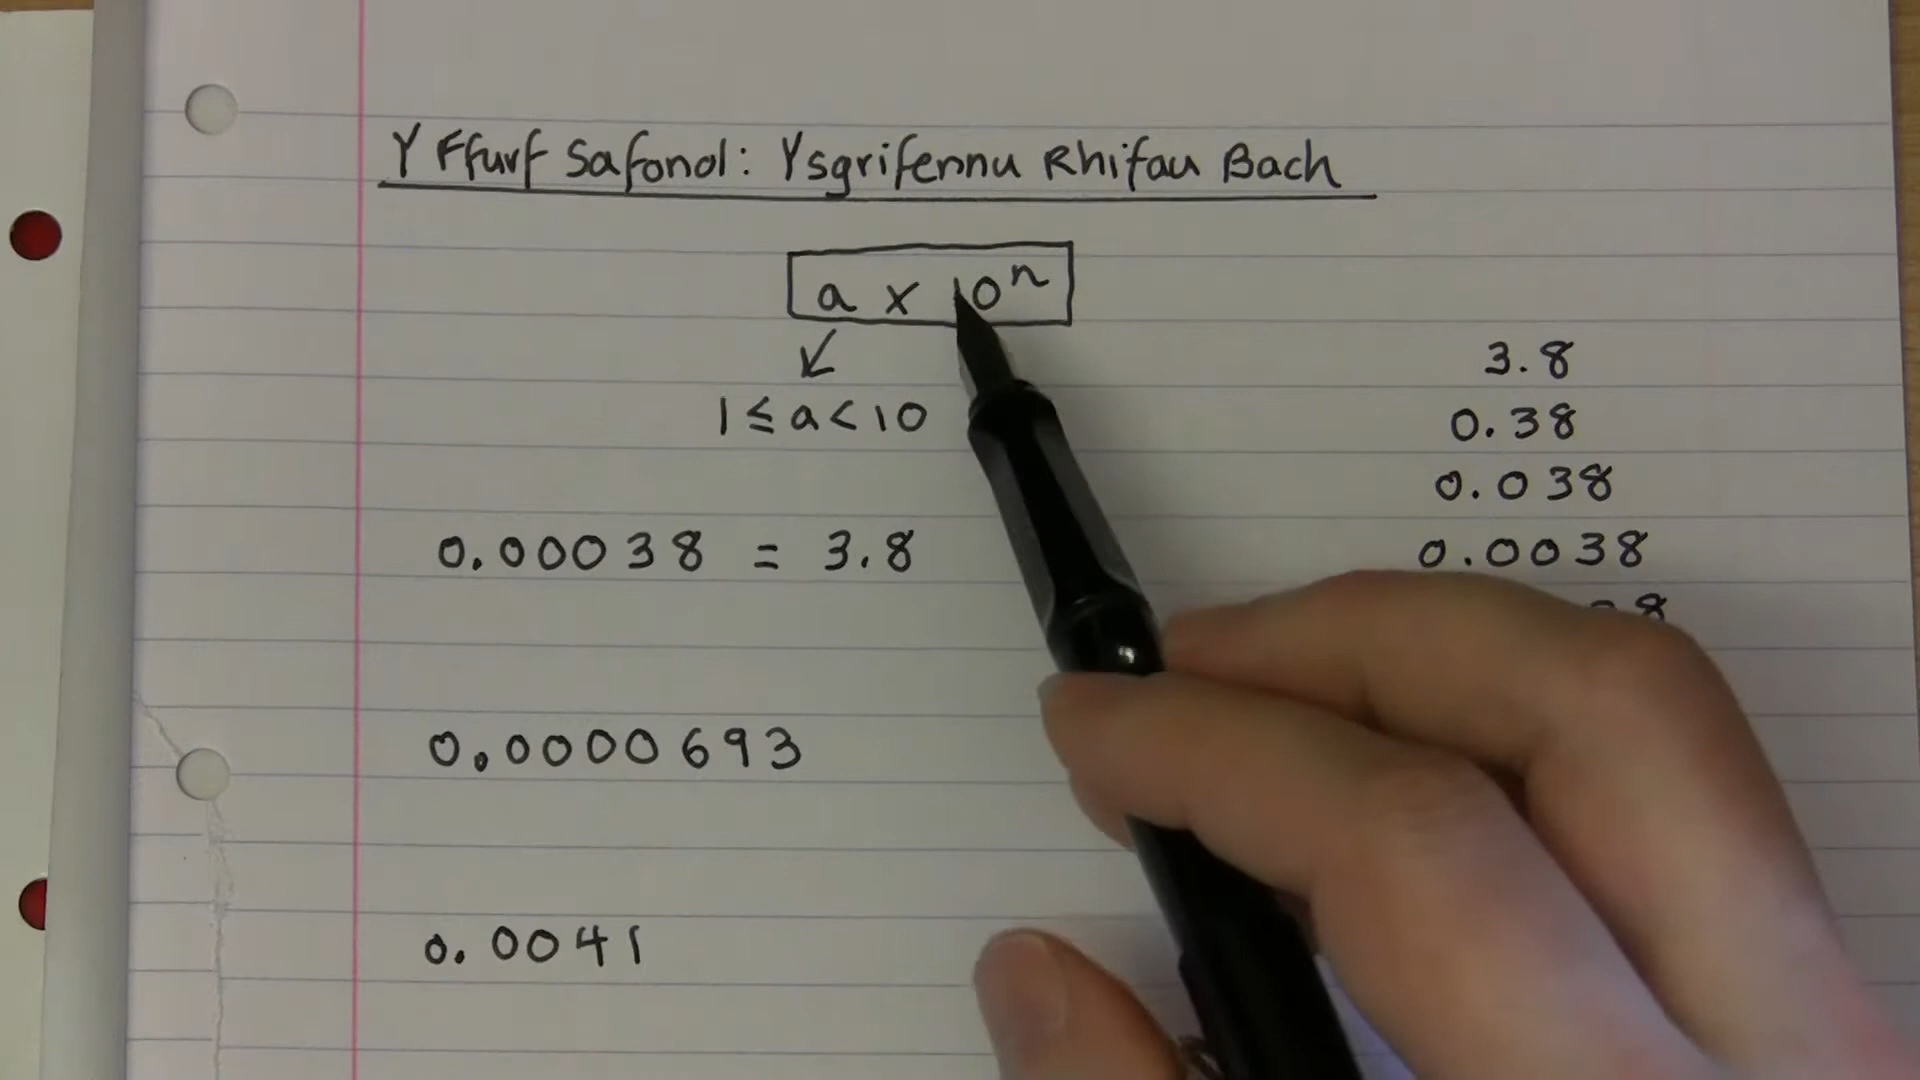 Y Ffurf Safonol: Ysgrifennu Rhifau Bach
a x 10ⁿ
1 ≤ a < 10
3.8
0.38
0.038
0.00038 = 3.8
0.0038
8
0.0000693
0.0041